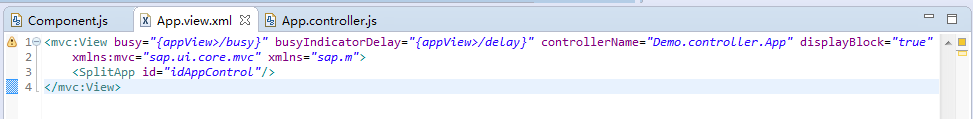 Component.js App.view.xml App.controller.js
1 <mvc:View busy="{appView>/busy}" busyIndicatorDelay="{appView>/delay}" controllerName="Demo.controller.App" displayBlock="true"
2 xmlns:mvc="sap.ui.core.mvc" xmlns="sap.m">
3 <SplitApp id="idAppControl"/>
4 </mvc:View>